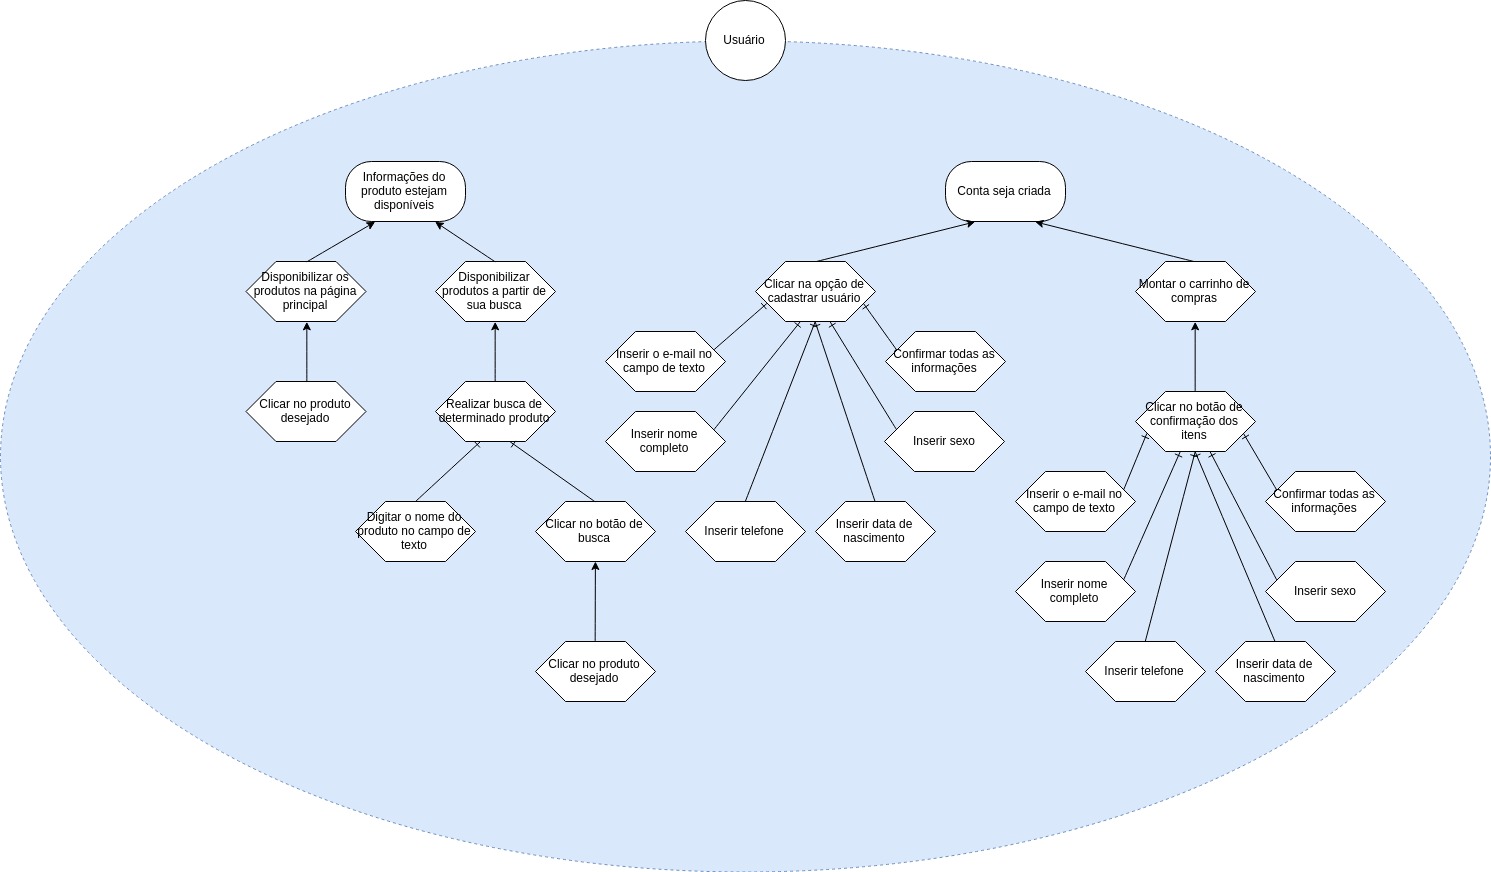 Usuário
Informações do
produto estejam
disponíveis
Conta seja criada
Disponibilizar os
produtos na página
principal
Disponibilizar
produtos a partir de
sua busca
Clicar na opção de
cadastrar usuário
Montar o carrinho de
compras
Inserir o e-mail no
campo de texto
Confirmar todas as
informações
Clicar no produto
desejado
Realizar busca de
determinado produto
Inserir nome
completo
Inserir sexo
Clicar no botão de
confirmação dos
itens
Digitar o nome do
produto no campo de
texto
Clicar no botão de
busca
Inserir telefone
Inserir data de
nascimento
Inserir o e-mail no
campo de texto
Confirmar todas as
informações
Inserir nome
completo
Inserir sexo
Clicar no produto
desejado
Inserir telefone
Inserir data de
nascimento